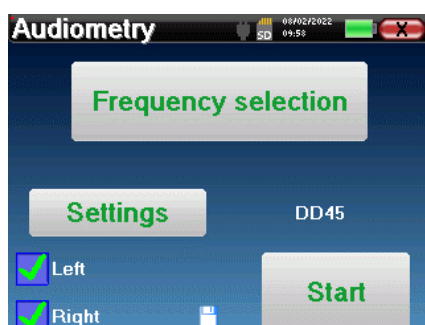 Audiometry
SD
08/02/2022
09:58
X
Frequency selection
Settings
DD45
Left
Start
Right